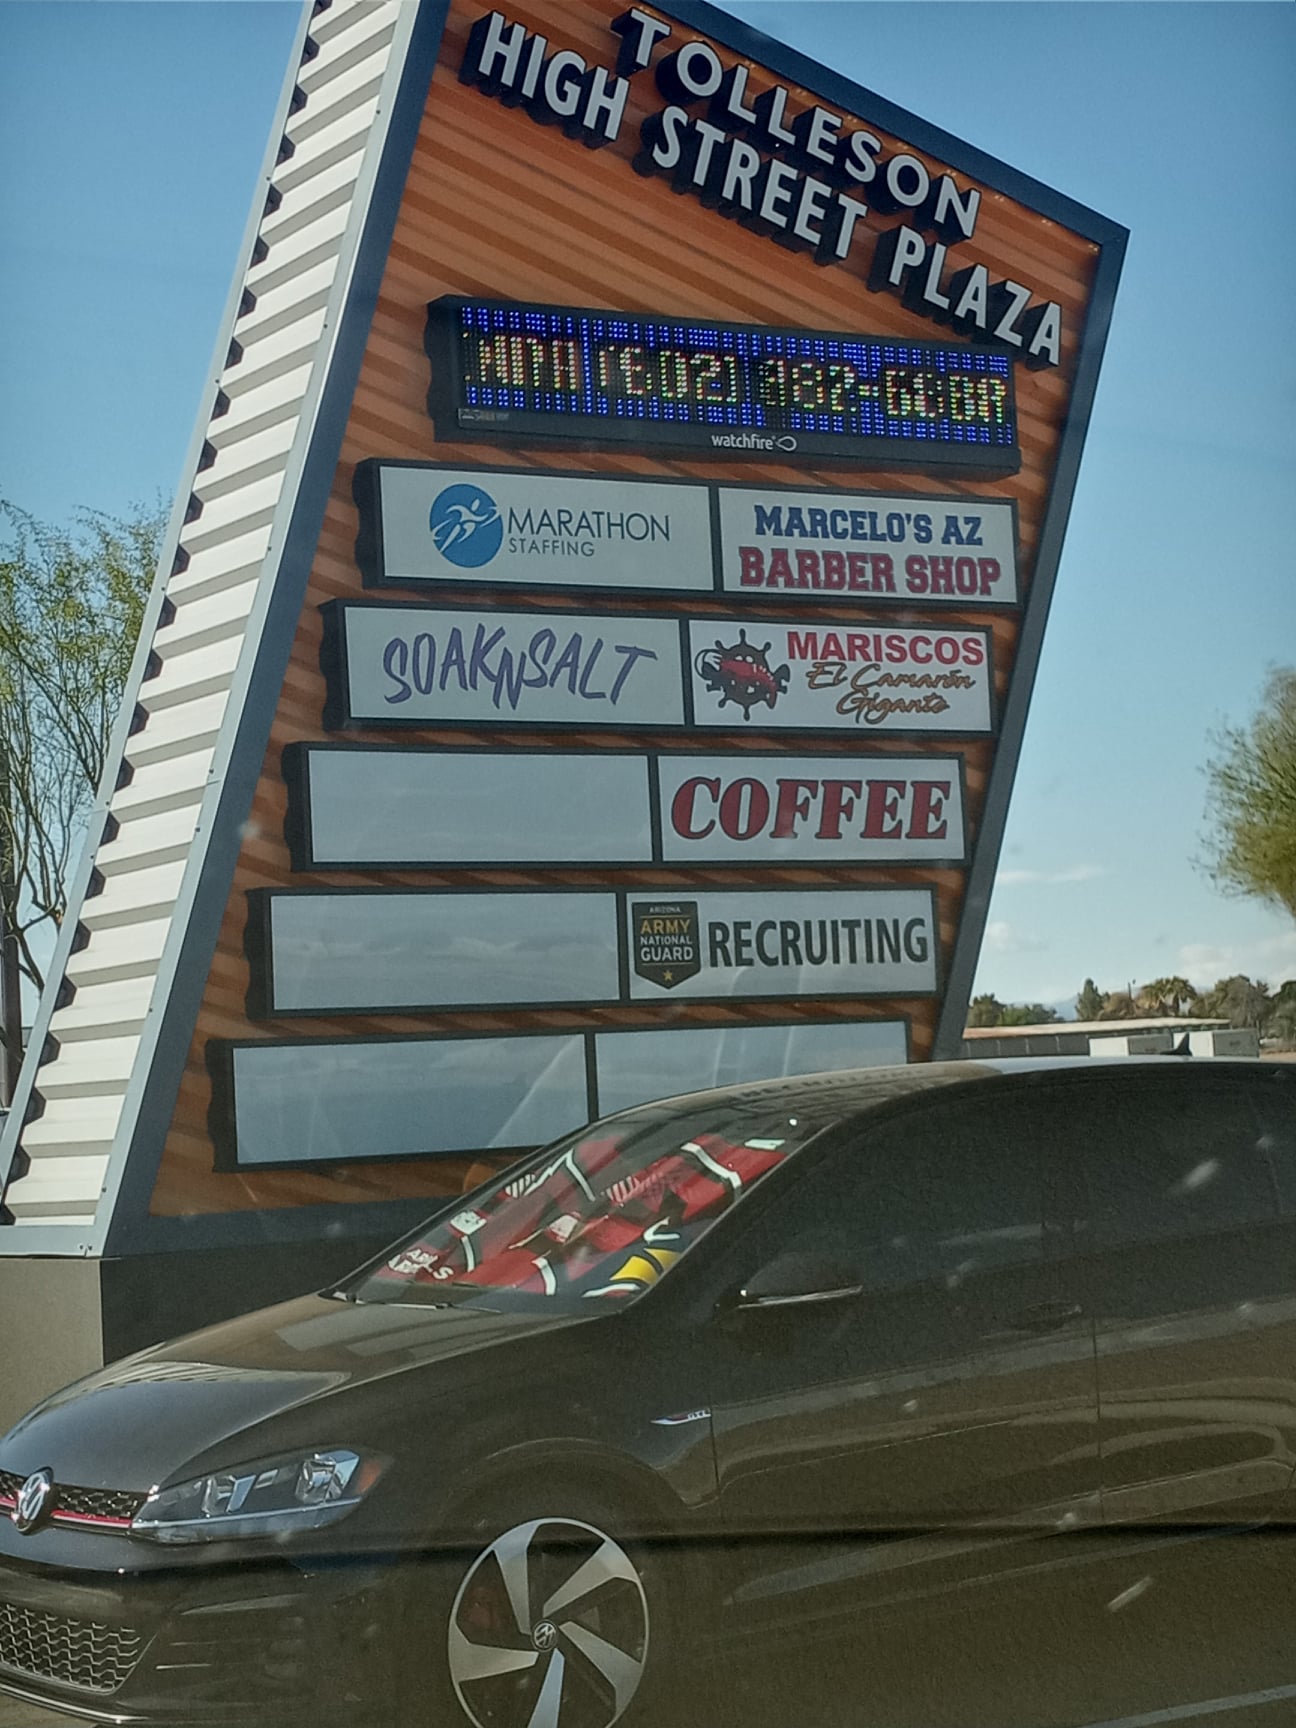 TOLLESON
HIGH STREET PLAZA
watchfire
MARATHON
STAFFING
MARCELO'S AZ
BARBER SHOP
SOAKNSALT
MARISCOS
El Camarón
Gigante
COFFEE
ARIZONA
ARMY
NATIONAL
GUARD
RECRUITING
GTI